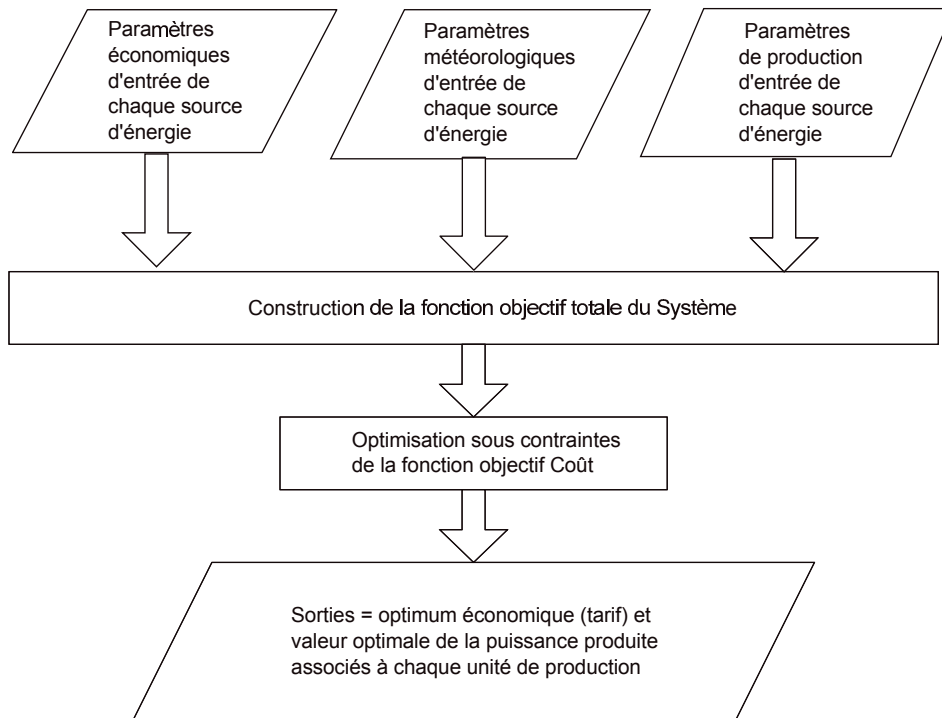 Paramètres
économiques
d'entrée de
chaque source
d'énergie
Paramètres
météorologiques
d'entrée de
chaque source
d'énergie
Paramètres
de production
d'entrée de
chaque source
d'énergie
Construction de la fonction objectif totale du Système
Optimisation sous contraintes
de la fonction objectif Coût
Sorties = optimum économique (tarif) et
valeur optimale de la puissance produite
associés à chaque unité de production